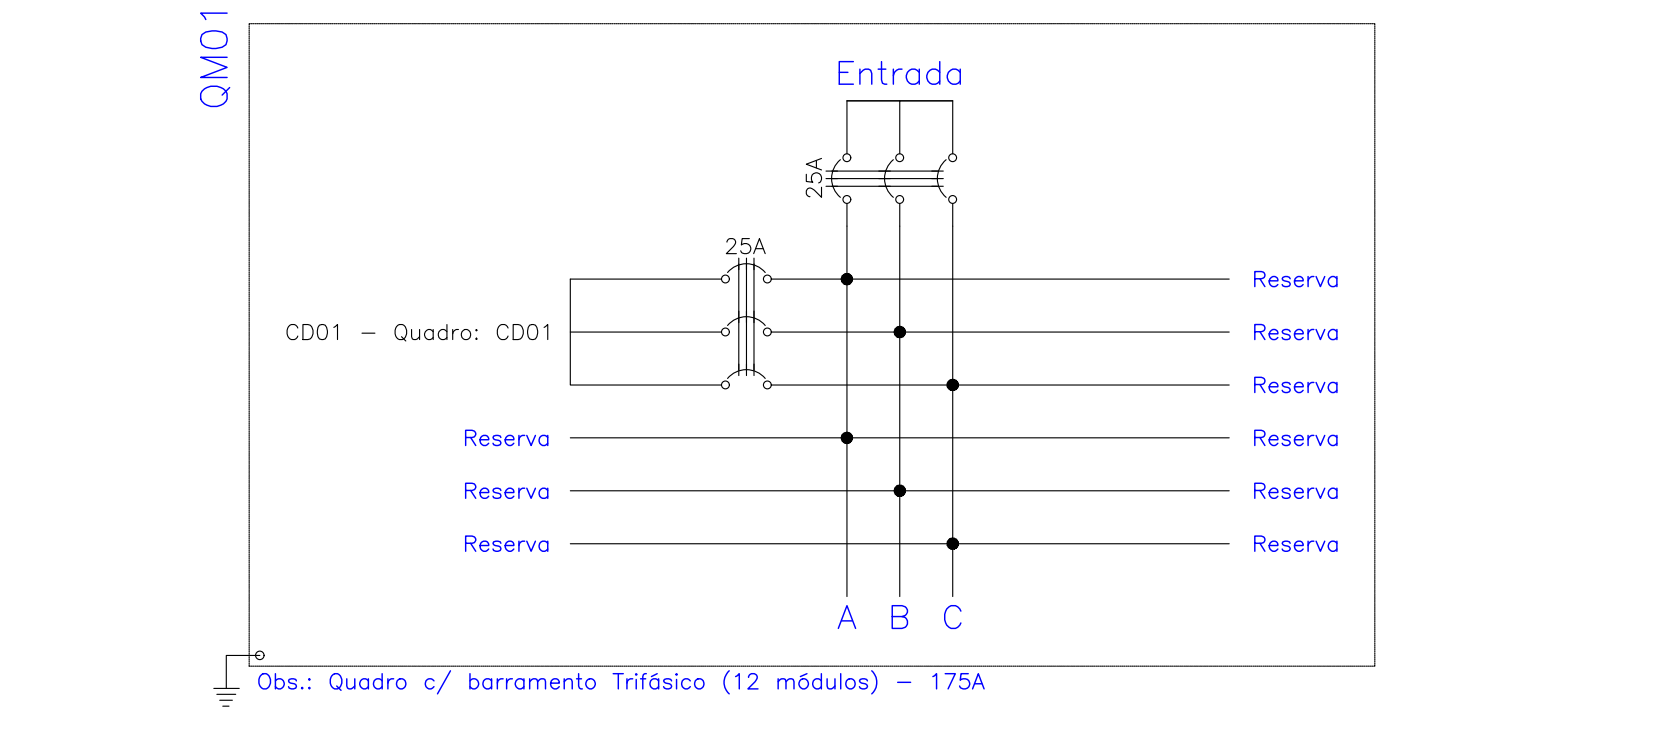 QM01
Entrada
25A
25A
Reserva
CD01 - Quadro: CD01
Reserva
Reserva
Reserva
Reserva
Reserva
Reserva
Reserva
Reserva
A B C
Obs.: Quadro c/ barramento Trifásico (12 módulos) - 175A